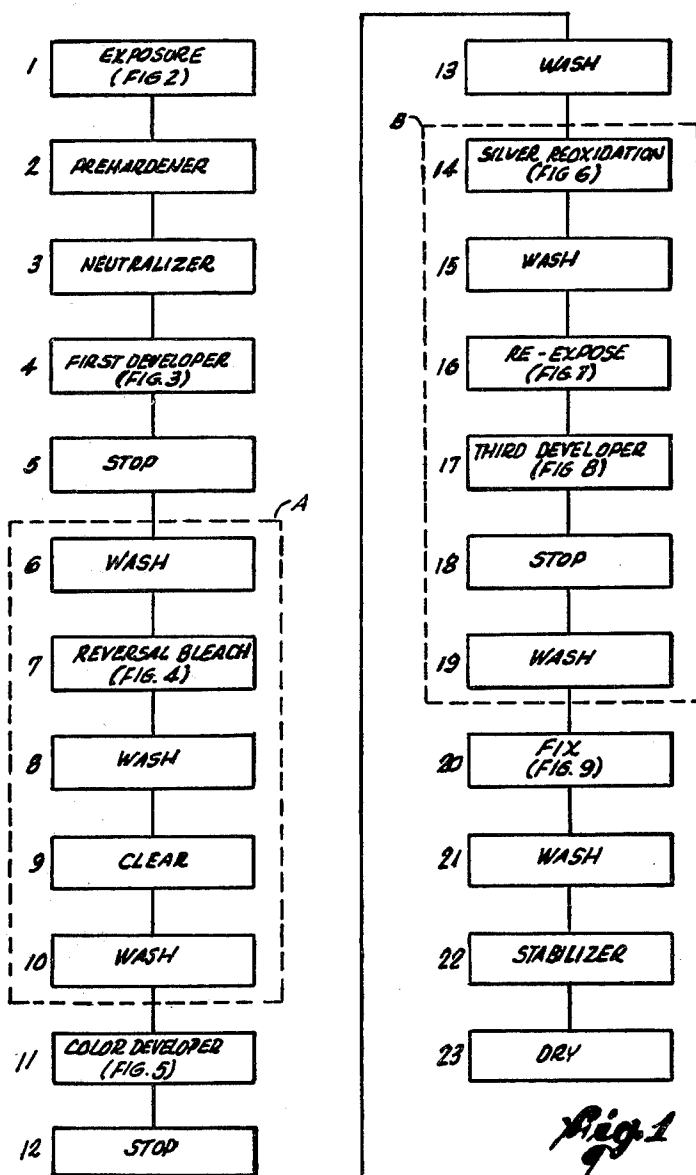 1 EXPOSURE
(FIG 2)
2 PREHARDENER
3 NEUTRALIZER
4 FIRST DEVELOPER
(FIG. 3)
5 STOP
A
6 WASH
7 REVERSAL BLEACH
(FIG. 4)
8 WASH
9 CLEAR
10 WASH
11 COLOR DEVELOPER
(FIG. 5)
12 STOP
13 WASH
B
14 SILVER REOXIDATION
(FIG 6)
15 WASH
16 RE-EXPOSE
(FIG 7)
17 THIRD DEVELOPER
(FIG 8)
18 STOP
19 WASH
20 FIX
(FIG. 9)
21 WASH
22 STABILIZER
23 DRY
Fig. 1